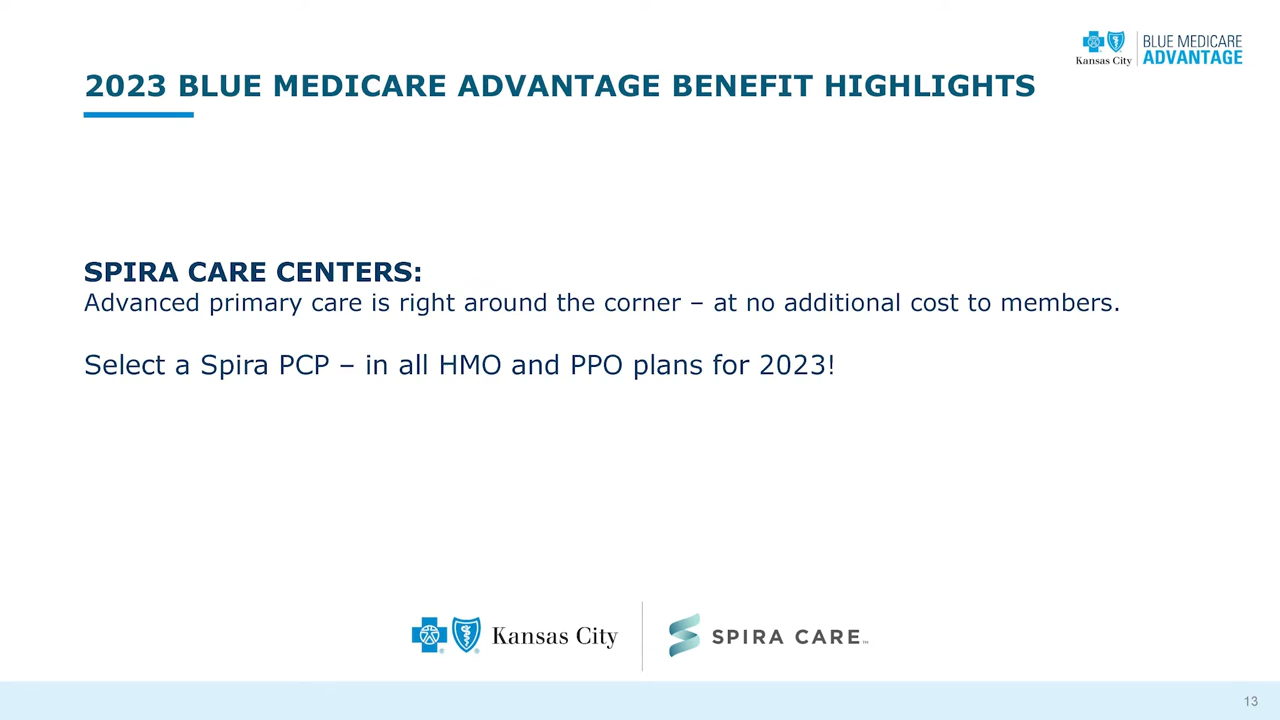 Kansas City
BLUE MEDICARE
ADVANTAGE
2023 BLUE MEDICARE ADVANTAGE BENEFIT HIGHLIGHTS
SPIRA CARE CENTERS:
Advanced primary care is right around the corner – at no additional cost to members.
Select a Spira PCP – in all HMO and PPO plans for 2023!
Kansas City
SPIRA CARE™
13